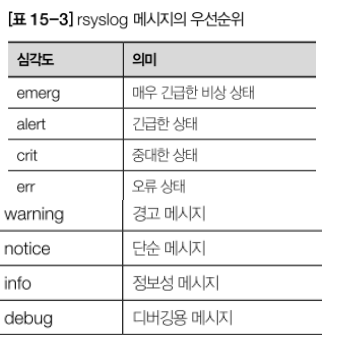 [표 15-3] rsyslog 메시지의 우선순위
심각도 의미
emerg 매우 긴급한 비상 상태
alert 긴급한 상태
crit 중대한 상태
err 오류 상태
warning 경고 메시지
notice 단순 메시지
info 정보성 메시지
debug 디버깅용 메시지